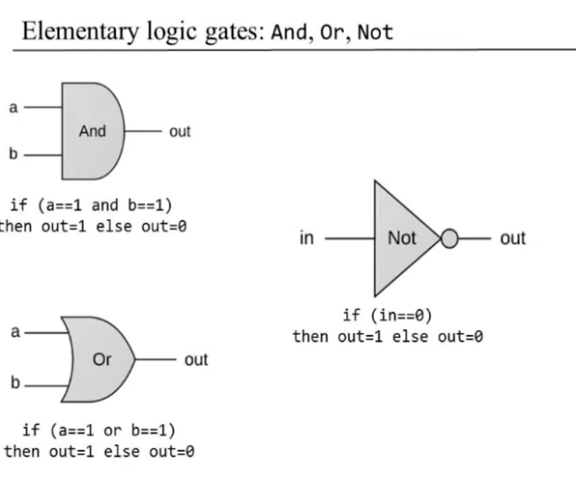 Elementary logic gates: And, Or, Not
a
And
out
b
if (a==1 and b==1)
then out=1 else out=0
in
Not
out
if (in==0)
then out=1 else out=0
a
Or
out
b
if (a==1 or b==1)
then out=1 else out=0